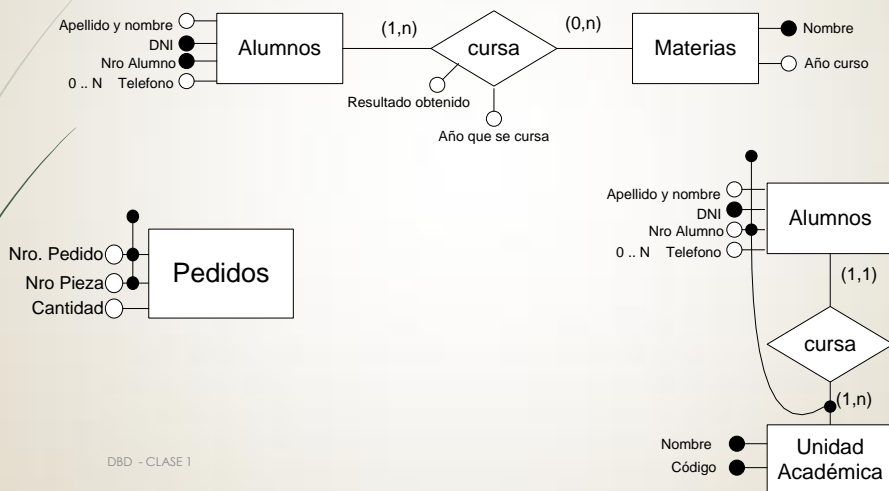 Apellido y nombre
DNI
Nro Alumno
0 .. N Telefono
Alumnos
(1,n)
cursa
(0,n)
Materias
Nombre
Año curso
Resultado obtenido
Año que se cursa
Nro. Pedido
Nro Pieza
Cantidad
Pedidos
Apellido y nombre
DNI
Nro Alumno
0 .. N Telefono
Alumnos
(1,1)
cursa
(1,n)
Nombre
Código
Unidad
Académica
DBD - CLASE 1